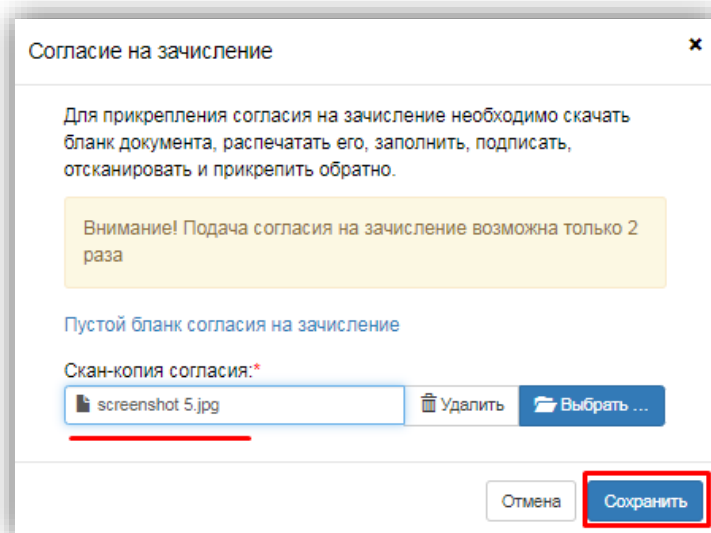 Согласие на зачисление ×
Для прикрепления согласия на зачисление необходимо скачать
бланк документа, распечатать его, заполнить, подписать,
отсканировать и прикрепить обратно.
Внимание! Подача согласия на зачисление возможна только 2
раза
Пустой бланк согласия на зачисление
Скан-копия согласия:*
screenshot 5.jpg Удалить Выбрать ...
Отмена Сохранить